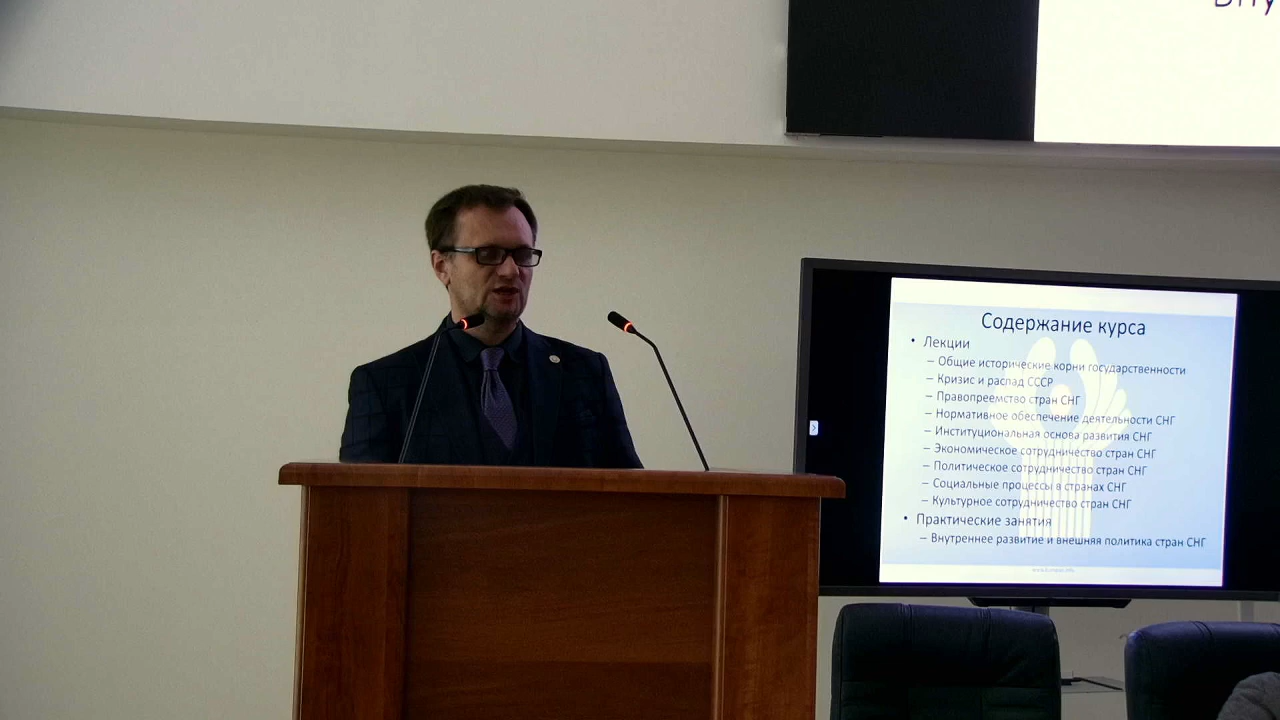 Содержание курса
• Лекции
– Общие исторические корни государственности
– Кризис и распад СССР
– Правопреемство стран СНГ
– Нормативное обеспечение деятельности СНГ
– Институциональная основа развития СНГ
– Экономическое сотрудничество стран СНГ
– Политическое сотрудничество стран СНГ
– Социальные процессы в странах СНГ
– Культурное сотрудничество стран СНГ
• Практические занятия
– Внутреннее развитие и внешняя политика стран СНГ